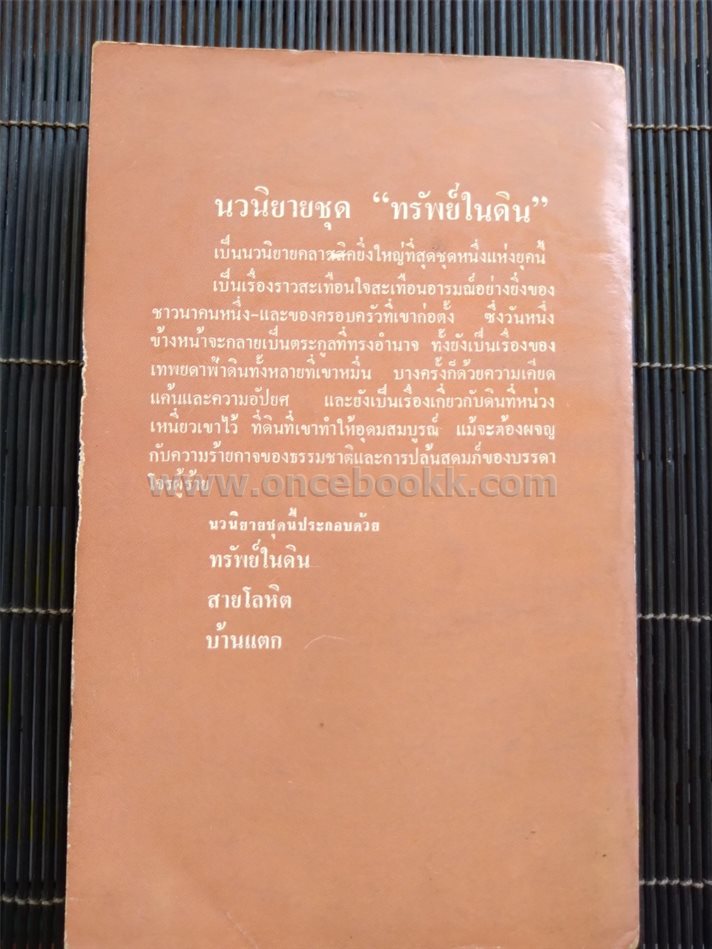 นวนิยายชุด “ทรัพย์ในดิน”
เป็นนวนิยายคลาสสิคยิ่งใหญ่ที่สุดชุดหนึ่งแห่งยุคนี้
เป็นเรื่องราวสะเทือนใจสะเทือนอารมณ์อย่างยิ่งของ
ชาวนาคนหนึ่ง-และของครอบครัวที่เขาก่อตั้ง ซึ่งวันหนึ่ง
ข้างหน้าจะกลายเป็นตระกูลที่ทรงอำนาจ ทั้งยังเป็นเรื่องของ
เทพยดาฟ้าดินทั้งหลายที่เขาหมิ่น บางครั้งก็ด้วยความเคียด
แค้นและความอัปยศ และยังเป็นเรื่องเกี่ยวกับดินที่หน่วง
เหนี่ยวเขาไว้ ที่ดินที่เขาทำให้อุดมสมบูรณ์ แม้จะต้องผจญ
กับความร้ายกาจของธรรมชาติและการปล้นสดมภ์ของบรรดา
โจรผู้ร้าย
www.oncebookk.com
นวนิยายชุดนี้ประกอบด้วย
ทรัพย์ในดิน
สายโลหิต
บ้านแตก